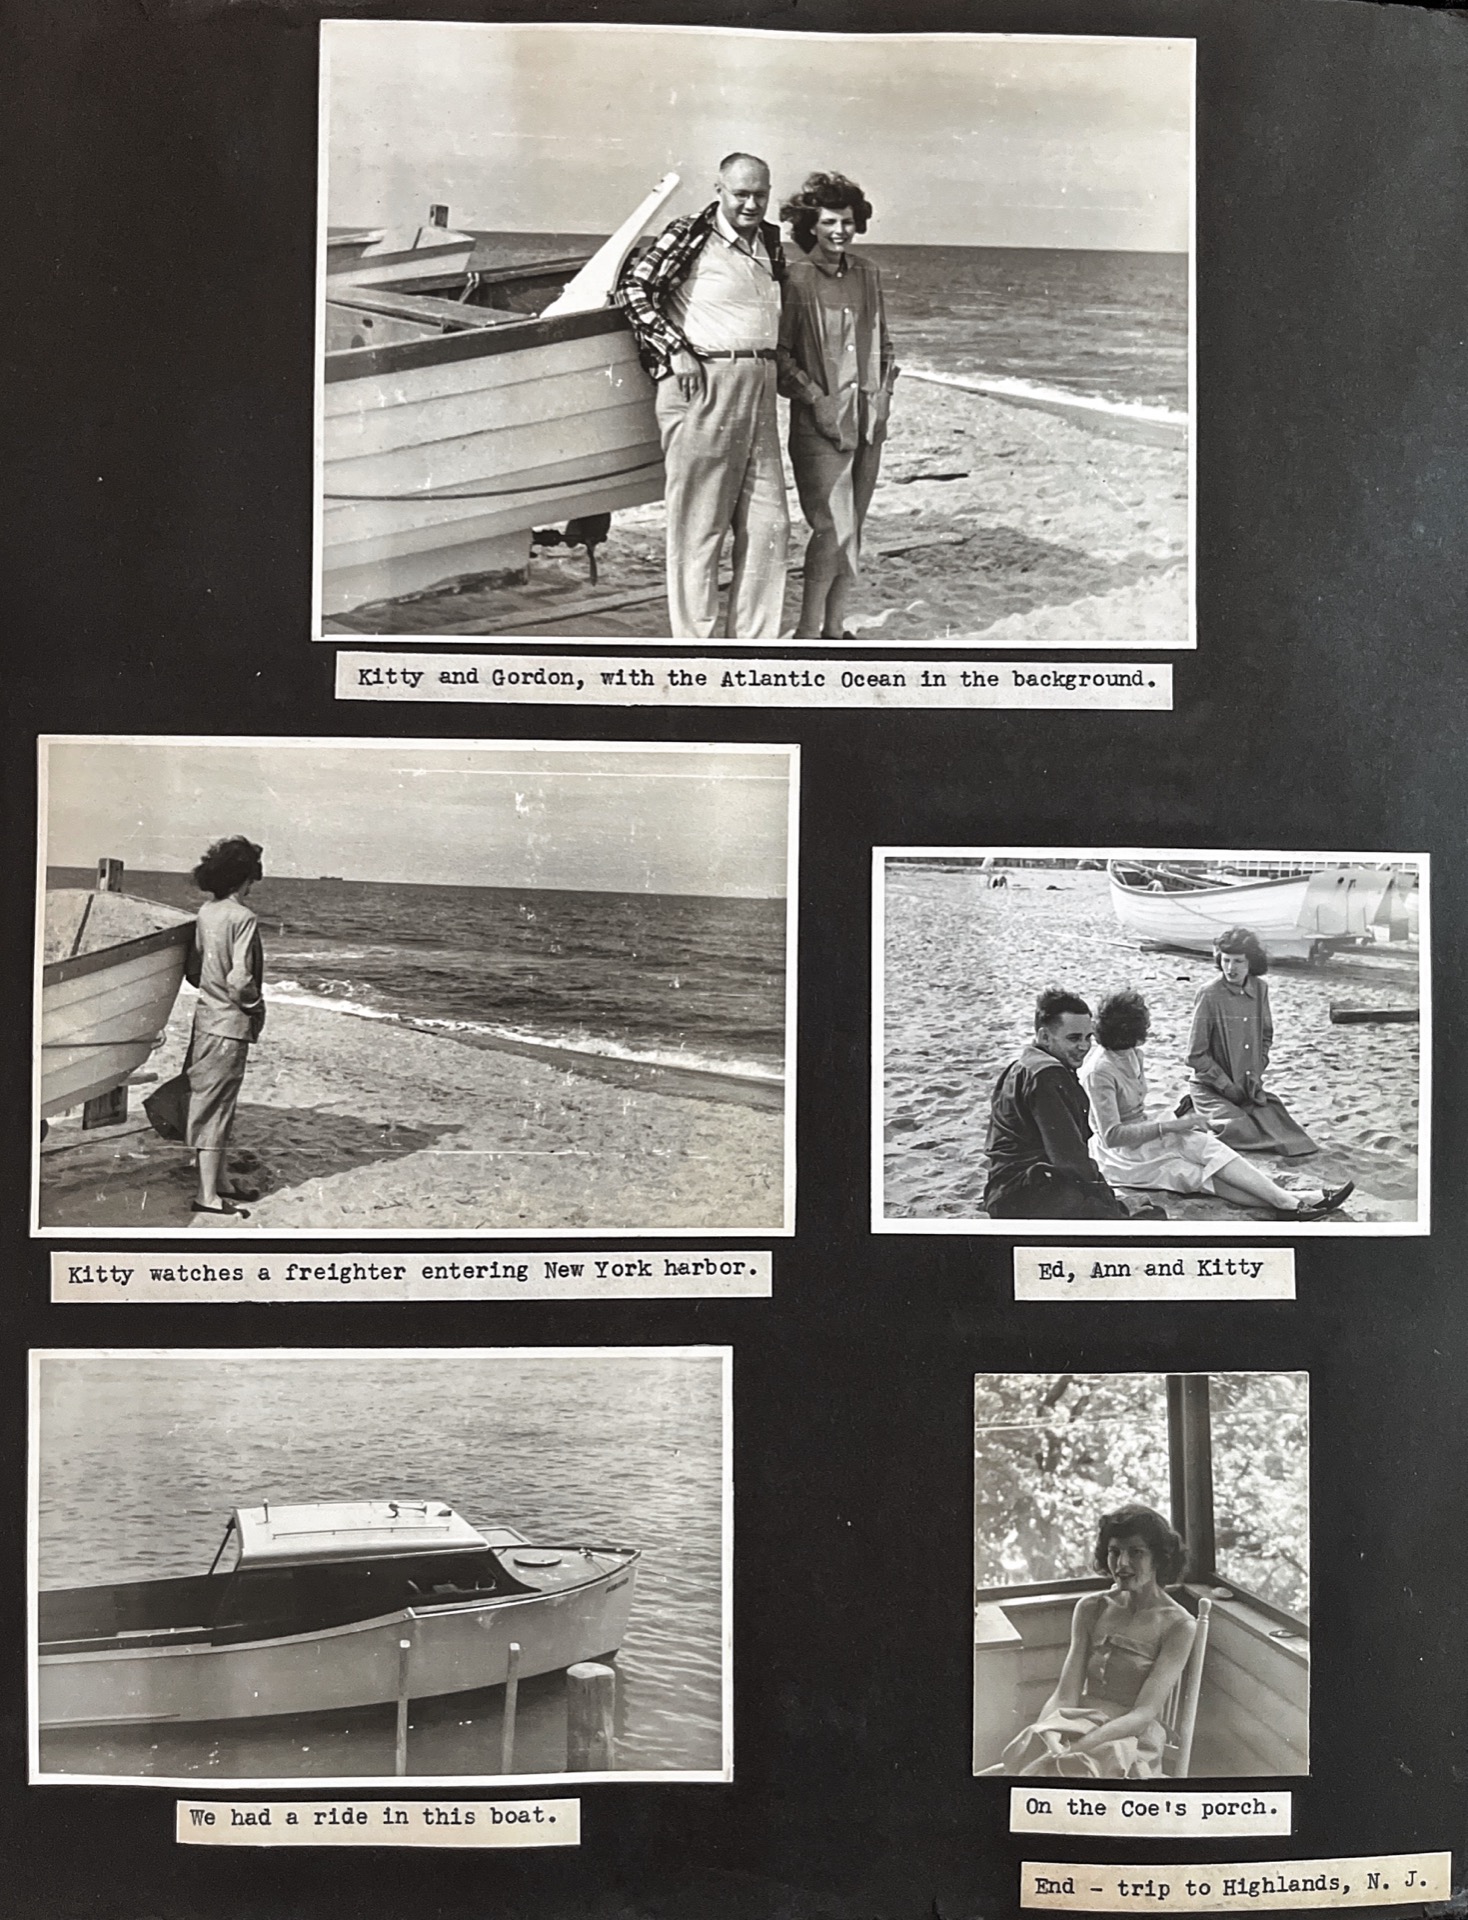 Kitty and Gordon, with the Atlantic Ocean in the background.
Kitty watches a freighter entering New York harbor.
Ed, Ann and Kitty
We had a ride in this boat.
On the Coe's porch.
End - trip to Highlands, N. J.